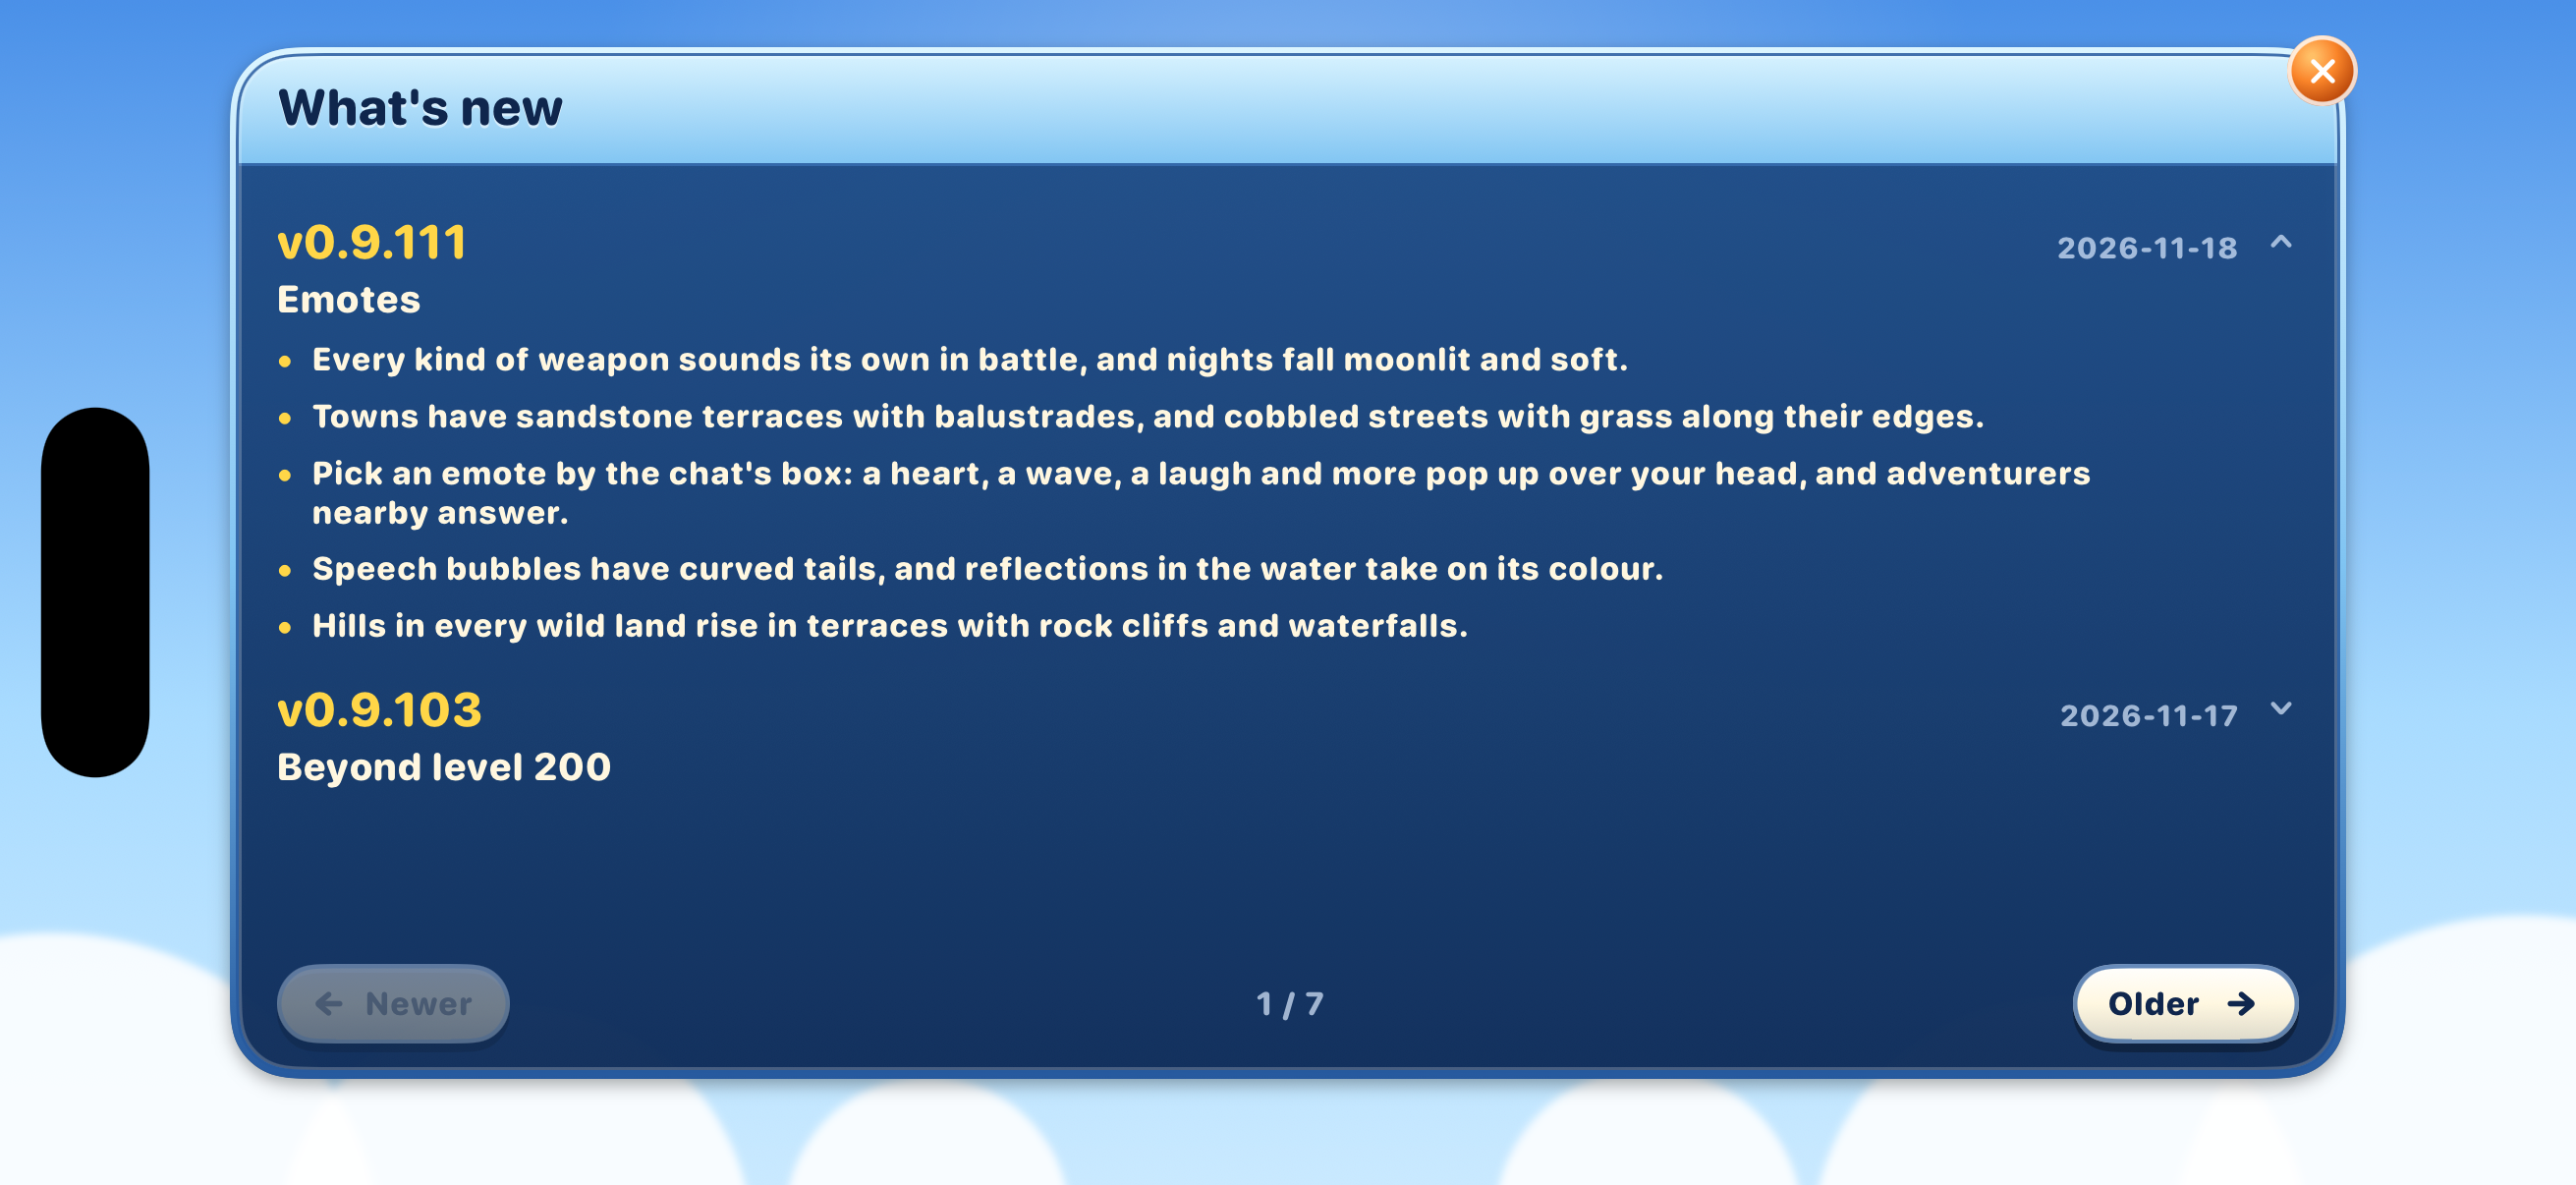 What's new
v0.9.111
2026-11-18
Emotes
• Every kind of weapon sounds its own in battle, and nights fall moonlit and soft.
• Towns have sandstone terraces with balustrades, and cobbled streets with grass along their edges.
• Pick an emote by the chat's box: a heart, a wave, a laugh and more pop up over your head, and adventurers
nearby answer.
• Speech bubbles have curved tails, and reflections in the water take on its colour.
• Hills in every wild land rise in terraces with rock cliffs and waterfalls.
v0.9.103
2026-11-17
Beyond level 200
← Newer
1 / 7
Older →